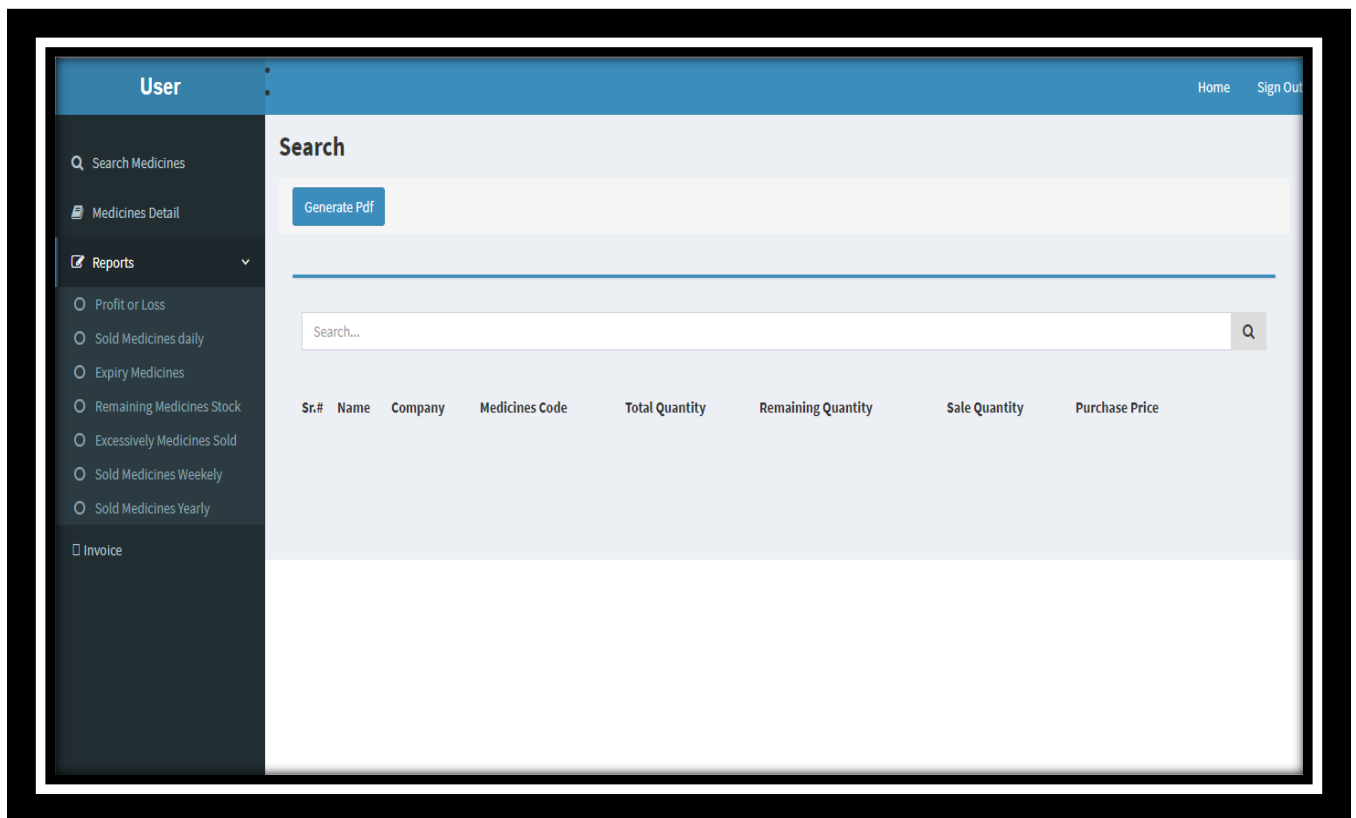 User
Home Sign Out
Search Medicines
Medicines Detail
Reports
Profit or Loss
Sold Medicines daily
Expiry Medicines
Remaining Medicines Stock
Excessively Medicines Sold
Sold Medicines Weekely
Sold Medicines Yearly
Invoice
Search
Generate Pdf
Search...
Sr.# Name Company Medicines Code Total Quantity Remaining Quantity Sale Quantity Purchase Price